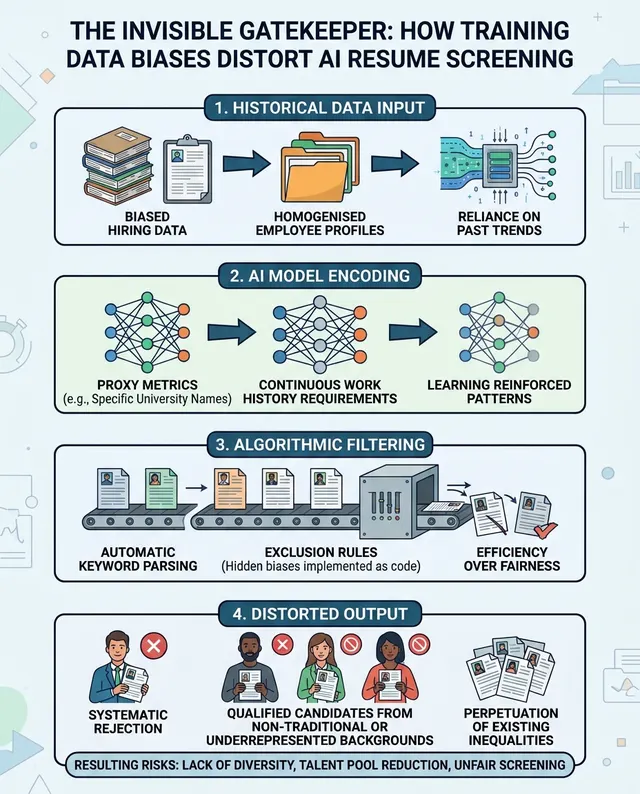 THE INVISIBLE GATEKEEPER: HOW TRAINING
DATA BIASES DISTORT AI RESUME SCREENING
1. HISTORICAL DATA INPUT
BIASED
HIRING DATA
HOMOGENISED
EMPLOYEE PROFILES
RELIANCE ON
PAST TRENDS
2. AI MODEL ENCODING
PROXY METRICS
(e.g., Specific University Names)
CONTINUOUS WORK
HISTORY REQUIREMENTS
LEARNING REINFORCED
PATTERNS
3. ALGORITHMIC FILTERING
AUTOMATIC
KEYWORD PARSING
EXCLUSION RULES
(Hidden biases implemented as code)
EFFICIENCY
OVER FAIRNESS
4. DISTORTED OUTPUT
SYSTEMATIC
REJECTION
QUALIFIED CANDIDATES FROM
NON-TRADITIONAL OR
UNDERREPRESENTED BACKGROUNDS
PERPETUATION
OF EXISTING
INEQUALITIES
RESULTING RISKS: LACK OF DIVERSITY, TALENT POOL REDUCTION, UNFAIR SCREENING